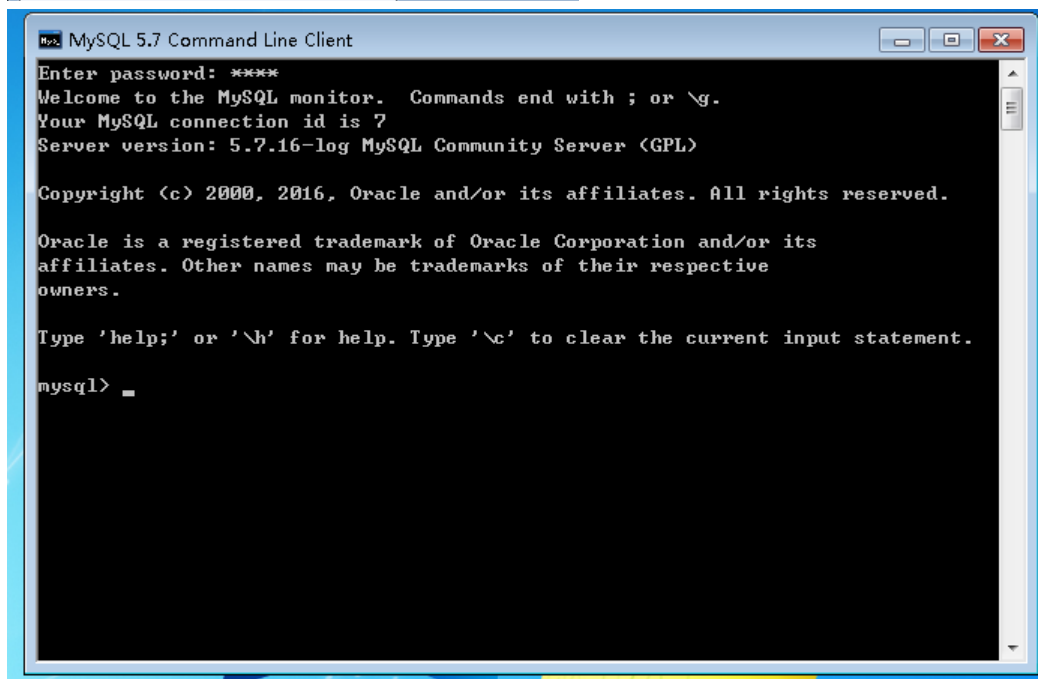 MySQL 5.7 Command Line Client
Enter password: ****
Welcome to the MySQL monitor.  Commands end with ; or \g.
Your MySQL connection id is 7
Server version: 5.7.16-log MySQL Community Server (GPL)
Copyright (c) 2000, 2016, Oracle and/or its affiliates. All rights reserved.
Oracle is a registered trademark of Oracle Corporation and/or its
affiliates. Other names may be trademarks of their respective
owners.
Type 'help;' or '\h' for help. Type '\c' to clear the current input statement.
mysql> _